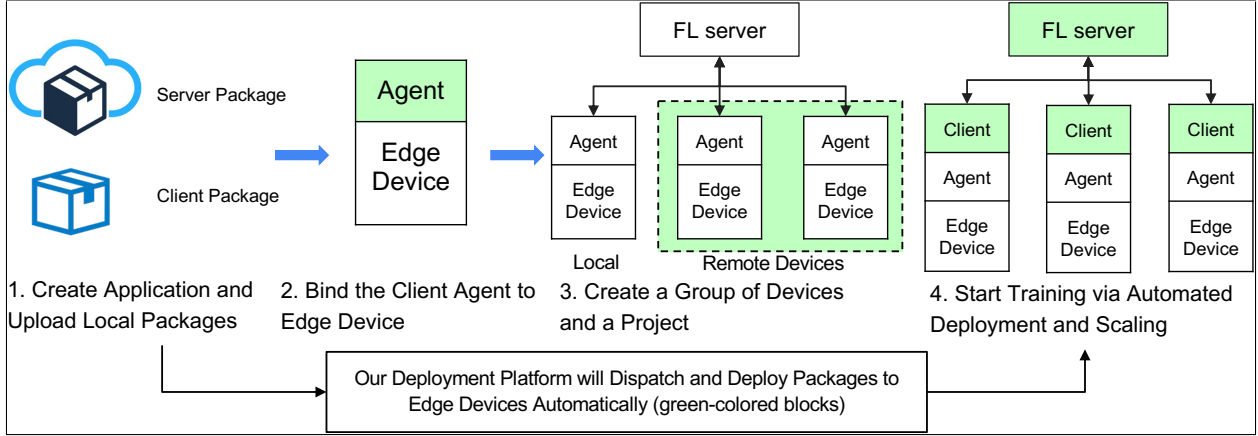 Server Package
Client Package
1. Create Application and
Upload Local Packages
Agent
Edge
Device
2. Bind the Client Agent to
Edge Device
FL server
Agent
Edge
Device
Agent
Edge
Device
Agent
Edge
Device
Local
Remote Devices
3. Create a Group of Devices
and a Project
FL server
Client
Agent
Edge
Device
Client
Agent
Edge
Device
Client
Agent
Edge
Device
4. Start Training via Automated
Deployment and Scaling
Our Deployment Platform will Dispatch and Deploy Packages to
Edge Devices Automatically (green-colored blocks)